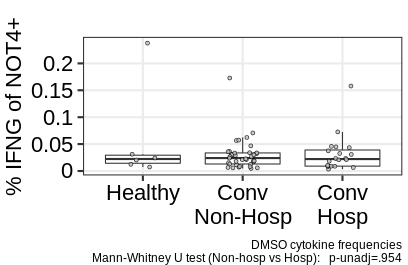 % IFNG of NOT4+
0.2
0.15
0.1
0.05
0
Healthy
Conv
Non-Hosp
Conv
Hosp
DMSO cytokine frequencies
Mann-Whitney U test (Non-hosp vs Hosp):  p-unadj=.954